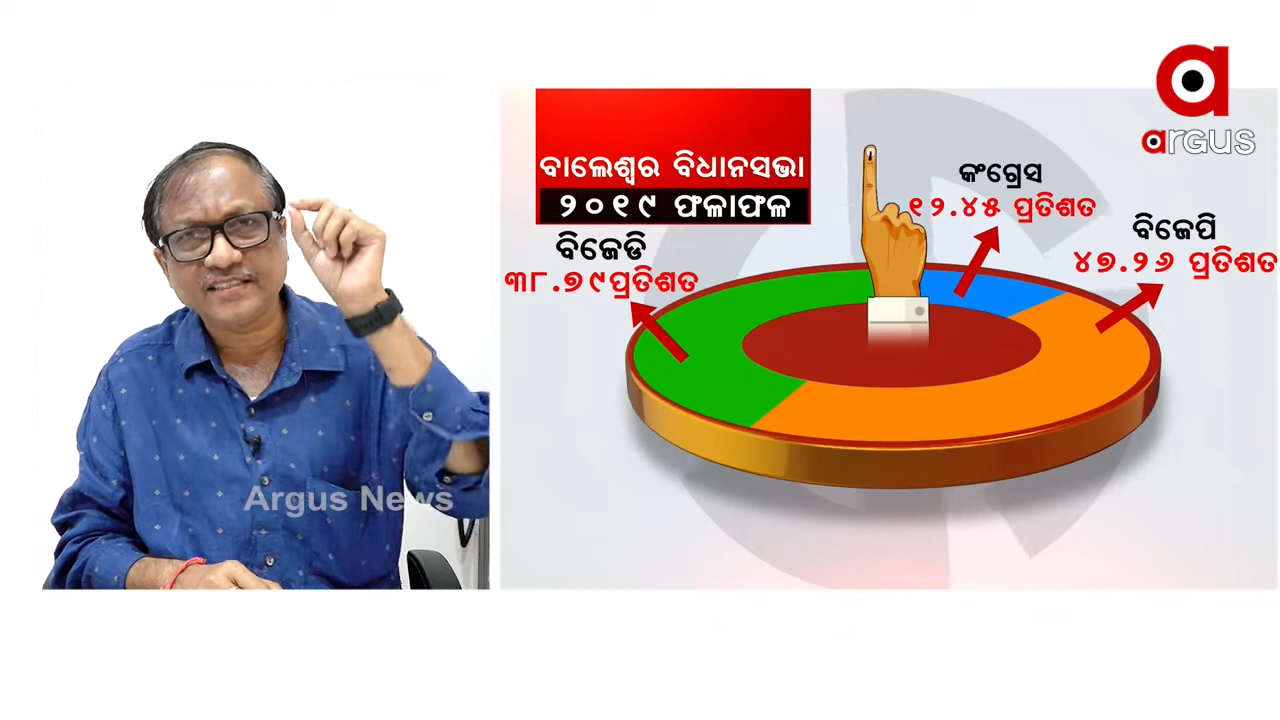 argus
ବାଲେଶ୍ୱର ବିଧାନସଭା
୨୦୧୯ ଫଳାଫଳ
କଂଗ୍ରେସ
୧୨.୪୫ ପ୍ରତିଶତ
ବିଜେପି
୪୭.୨୬ ପ୍ରତିଶତ
ବିଜେଡି
୩୮.୭୯ପ୍ରତିଶତ
Argus News